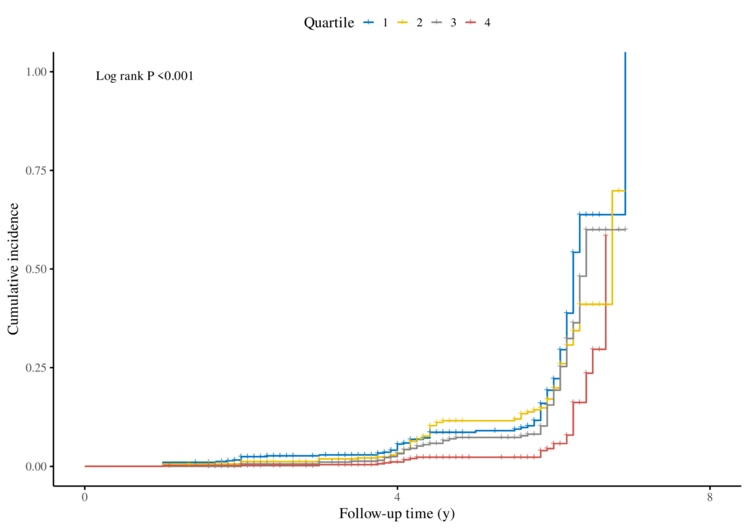 Quartile 1 2 3 4
1.00
Log rank P <0.001
0.75
Cumulative incidence
0.50
0.25
0.00
0 4 8
Follow-up time (y)